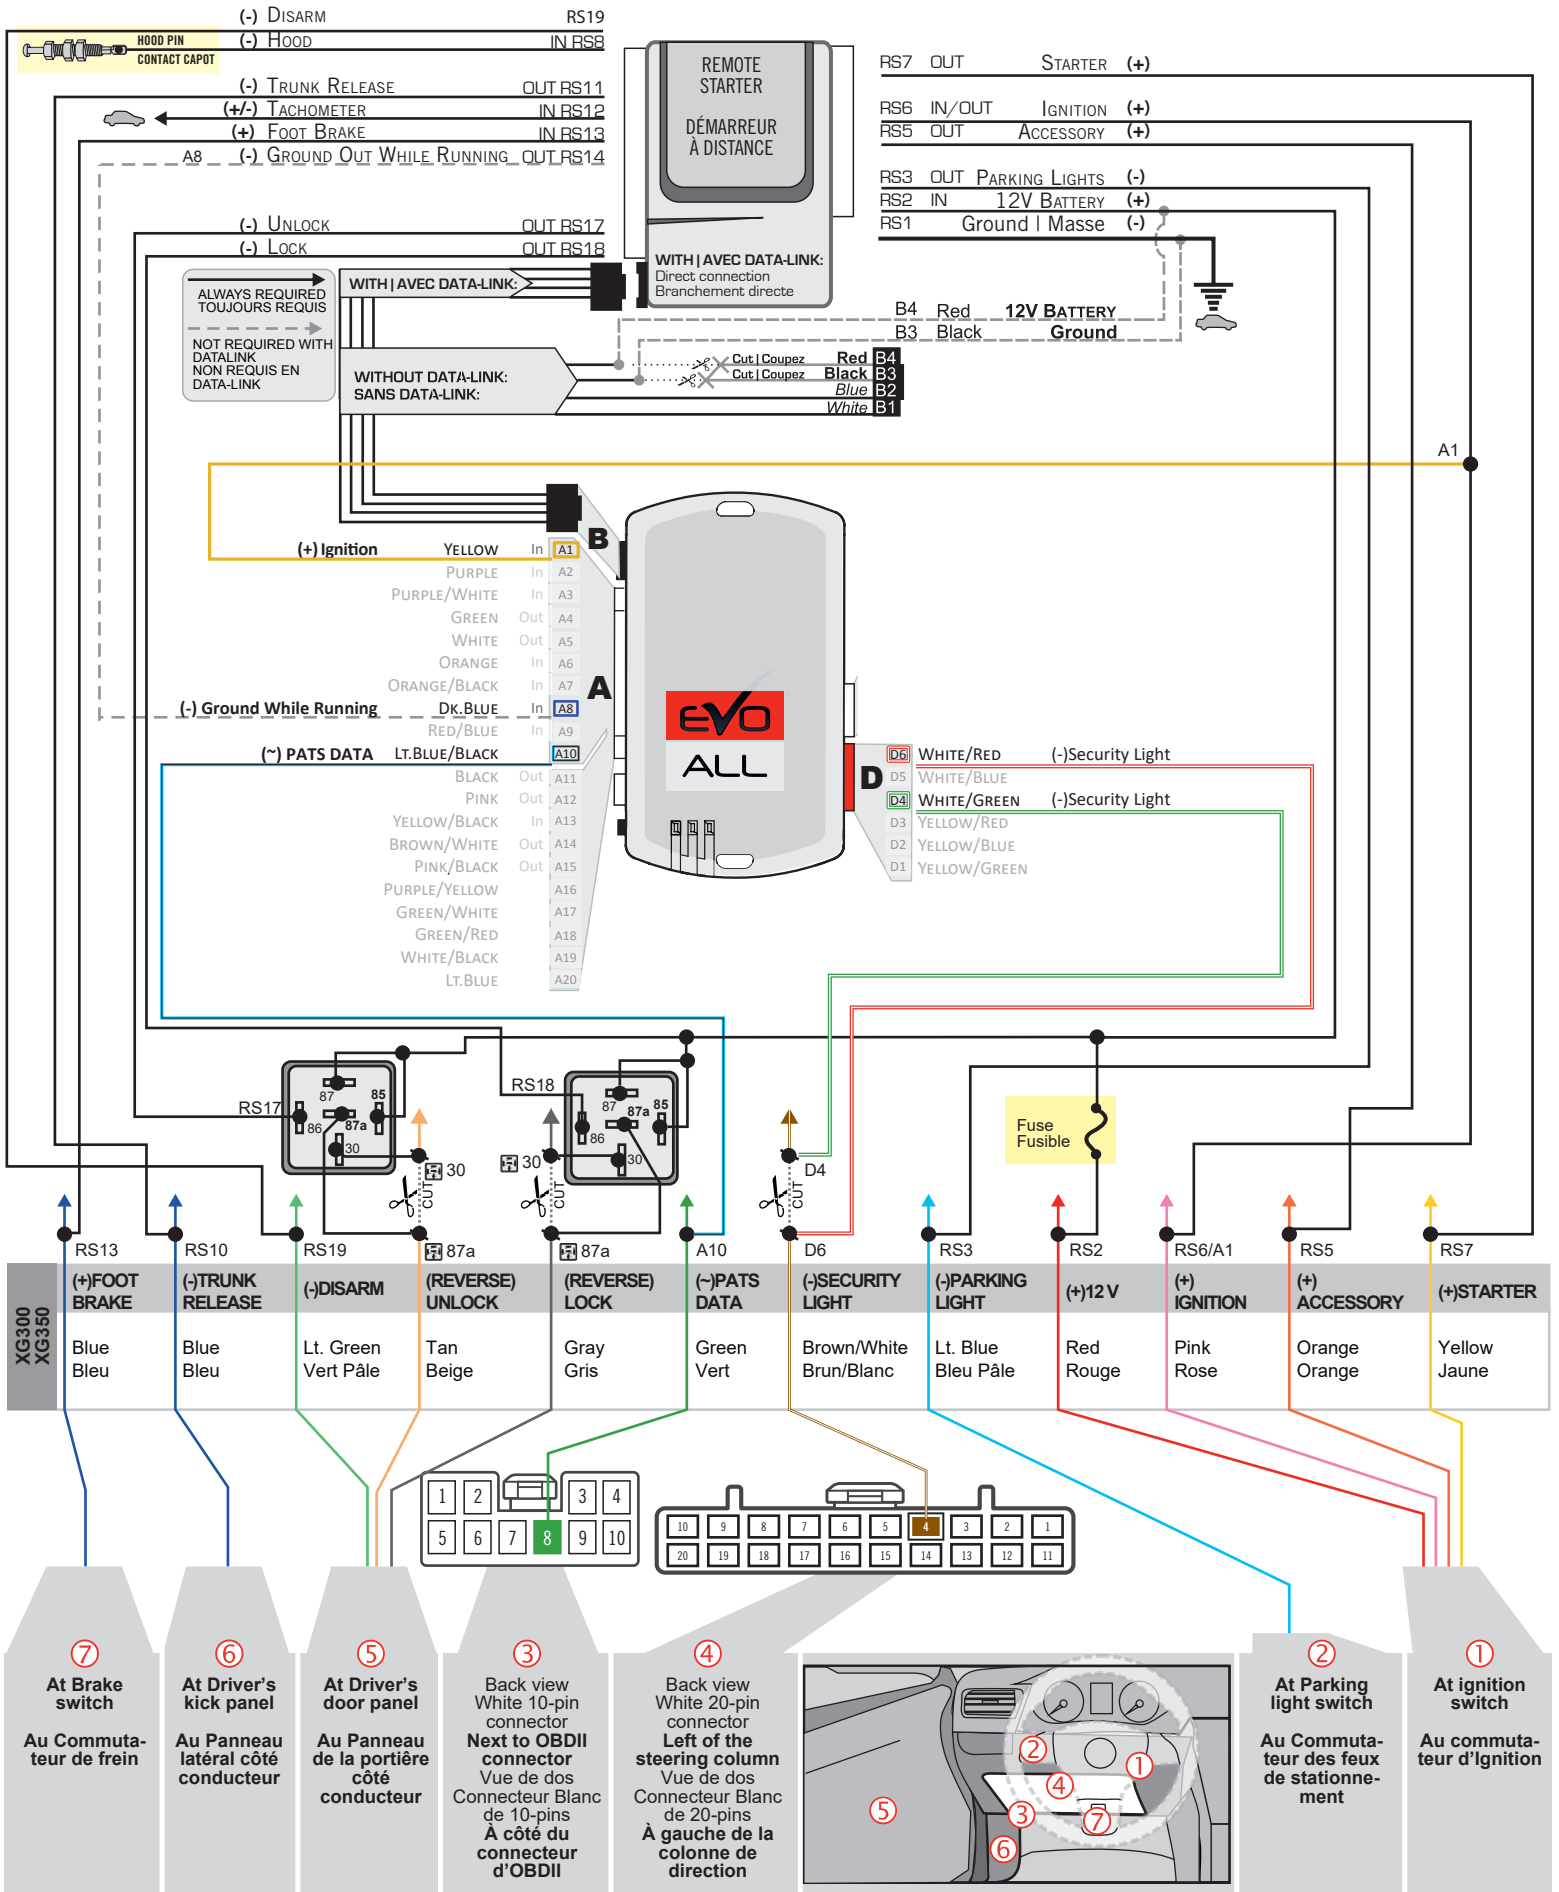 (-) DISARM RS19
HOOD PIN
CONTACT CAPOT
(-) HOOD IN RS8
(-) TRUNK RELEASE OUT RS11
(+/-) TACHOMETER IN RS12
(+) FOOT BRAKE IN RS13
A8 (-) GROUND OUT WHILE RUNNING OUT RS14
(-) UNLOCK OUT RS17
(-) LOCK OUT RS18
REMOTE
STARTER
DÉMARREUR
À DISTANCE
WITH | AVEC DATA-LINK:
Direct connection
Branchement directe
RS7 OUT STARTER (+)
RS6 IN/OUT IGNITION (+)
RS5 OUT ACCESSORY (+)
RS3 OUT PARKING LIGHTS (-)
RS2 IN 12V BATTERY (+)
RS1 Ground | Masse (-)
ALWAYS REQUIRED
TOUJOURS REQUIS
NOT REQUIRED WITH
DATALINK
NON REQUIS EN
DATA-LINK
WITH | AVEC DATA-LINK:
WITHOUT DATA-LINK:
SANS DATA-LINK:
B4 Red 12V BATTERY
B3 Black Ground
Cut | Coupez Red B4
Cut | Coupez Black B3
Blue B2
White B1
A1
B
(+) Ignition YELLOW In A1
PURPLE In A2
PURPLE/WHITE In A3
GREEN Out A4
WHITE Out A5
ORANGE In A6
ORANGE/BLACK In A7
A
(-) Ground While Running DK.BLUE In A8
RED/BLUE In A9
(~) PATS DATA LT.BLUE/BLACK A10
BLACK Out A11
PINK Out A12
YELLOW/BLACK In A13
BROWN/WHITE Out A14
PINK/BLACK Out A15
PURPLE/YELLOW A16
GREEN/WHITE A17
GREEN/RED A18
WHITE/BLACK A19
LT.BLUE A20
EVO
ALL
D
D6 WHITE/RED (-)Security Light
D5 WHITE/BLUE
D4 WHITE/GREEN (-)Security Light
D3 YELLOW/RED
D2 YELLOW/BLUE
D1 YELLOW/GREEN
RS17
87
85
86
87a
30
RS18
87
87a
85
86
30
Fuse
Fusible
30
CUT
87a
30
CUT
87a
D4
CUT
D6
RS13
RS10
RS19
A10
RS3
RS2
RS6/A1
RS5
RS7
XG300
XG350
(+)FOOT
BRAKE
Blue
Bleu
(-)TRUNK
RELEASE
Blue
Bleu
(-)DISARM
Lt. Green
Vert Pâle
(REVERSE)
UNLOCK
Tan
Beige
(REVERSE)
LOCK
Gray
Gris
(~)PATS
DATA
Green
Vert
(-)SECURITY
LIGHT
Brown/White
Brun/Blanc
(-)PARKING
LIGHT
Lt. Blue
Bleu Pâle
(+)12 V
Red
Rouge
(+)
IGNITION
Pink
Rose
(+)
ACCESSORY
Orange
Orange
(+)STARTER
Yellow
Jaune
1 2 3 4
5 6 7 8 9 10
10 9 8 7 6 5 4 3 2 1
20 19 18 17 16 15 14 13 12 11
7
At Brake
switch
Au Commuta-
teur de frein
6
At Driver's
kick panel
Au Panneau
latéral côté
conducteur
5
At Driver's
door panel
Au Panneau
de la portière
côté
conducteur
3
Back view
White 10-pin
connector
Next to OBDII
connector
Vue de dos
Connecteur Blanc
de 10-pins
À côté du
connecteur
d'OBDII
4
Back view
White 20-pin
connector
Left of the
steering column
Vue de dos
Connecteur Blanc
de 20-pins
À gauche de la
colonne de
direction
2
1
4
3
5
7
6
2
At Parking
light switch
Au Commuta-
teur des feux
de stationne-
ment
1
At ignition
switch
Au commuta-
teur d'Ignition